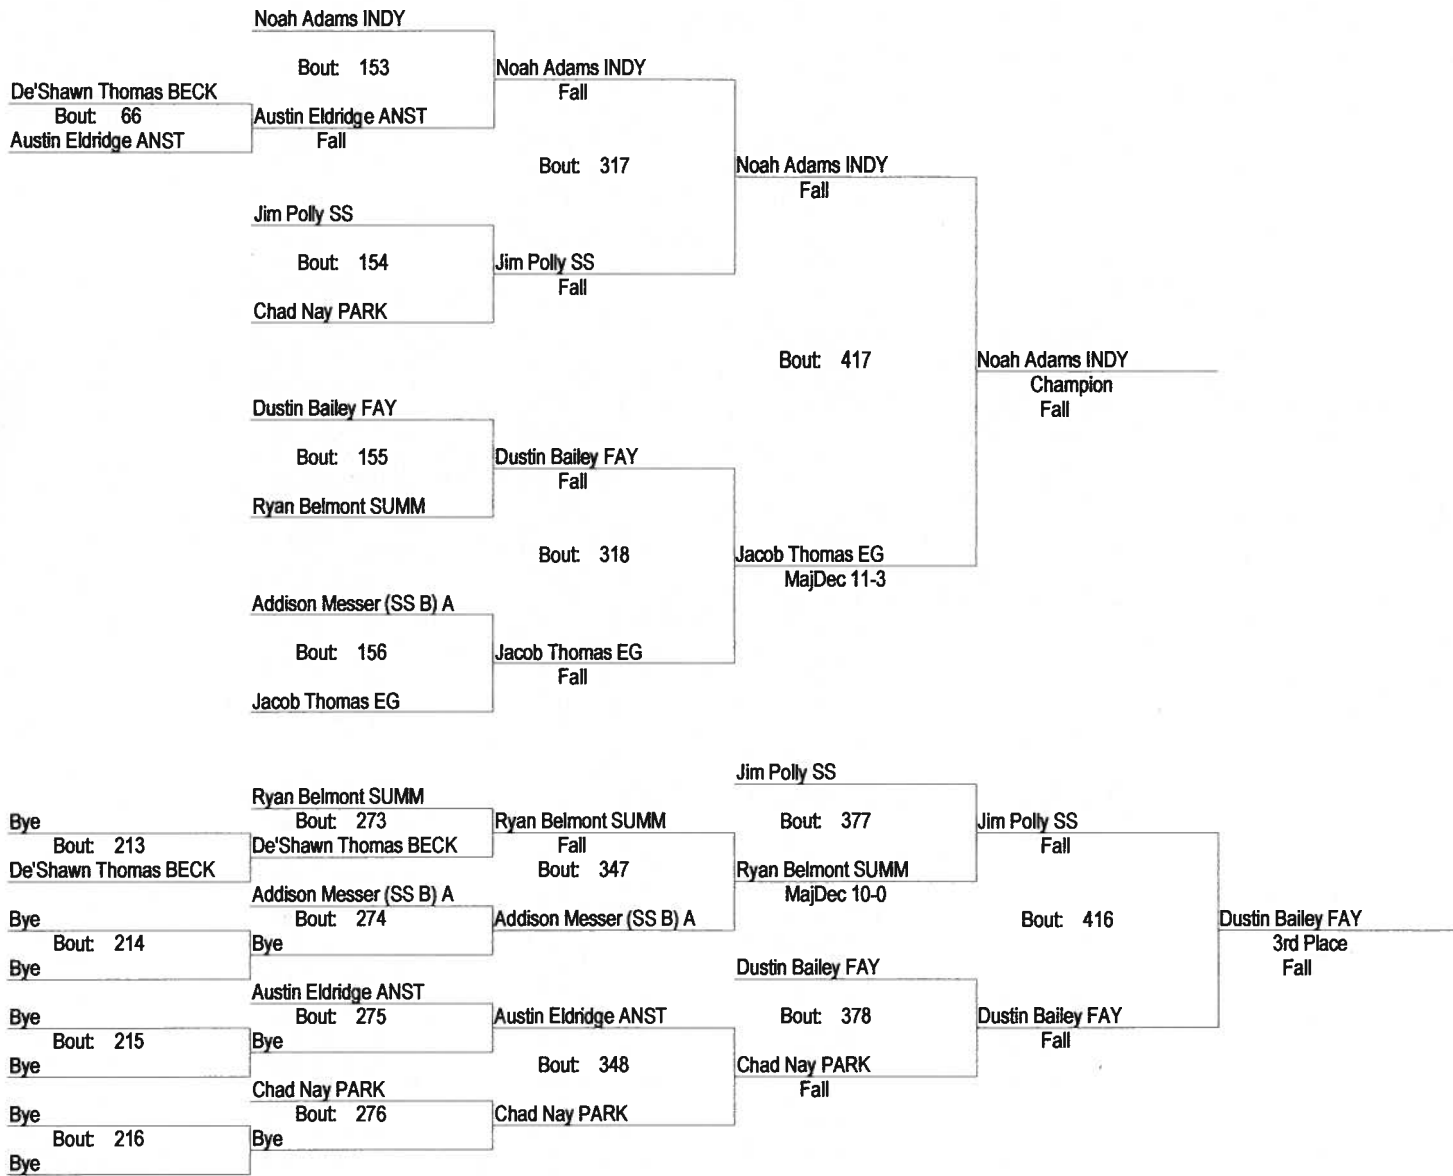 Noah Adams INDY
Bout: 153
Noah Adams INDY
Fall
De'Shawn Thomas BECK
Bout: 66
Austin Eldridge ANST
Austin Eldridge ANST
Fall
Bout: 317
Noah Adams INDY
Fall
Jim Polly SS
Bout: 154
Jim Polly SS
Fall
Chad Nay PARK
Bout: 417
Noah Adams INDY
Champion
Fall
Dustin Bailey FAY
Bout: 155
Dustin Bailey FAY
Fall
Ryan Belmont SUMM
Bout: 318
Jacob Thomas EG
MajDec 11-3
Addison Messer (SS B) A
Bout: 156
Jacob Thomas EG
Fall
Jacob Thomas EG
Jim Polly SS
Ryan Belmont SUMM
Bye
Bout: 273
Ryan Belmont SUMM
Fall
Bout: 377
Jim Polly SS
Fall
Bout: 213
De'Shawn Thomas BECK
De'Shawn Thomas BECK
Bout: 347
Ryan Belmont SUMM
MajDec 10-0
Addison Messer (SS B) A
Bye
Bout: 274
Addison Messer (SS B) A
Bout: 416
Dustin Bailey FAY
3rd Place
Fall
Bout: 214
Bye
Bye
Dustin Bailey FAY
Austin Eldridge ANST
Bye
Bout: 275
Austin Eldridge ANST
Bout: 378
Dustin Bailey FAY
Fall
Bout: 215
Bye
Bye
Bout: 348
Chad Nay PARK
Fall
Chad Nay PARK
Bye
Bout: 276
Chad Nay PARK
Bout: 216
Bye
Bye